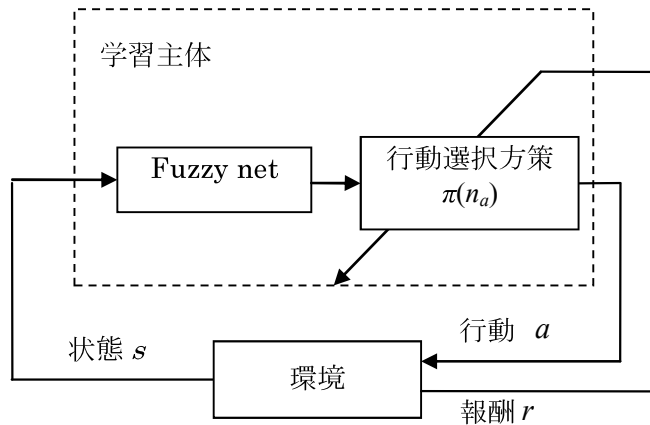 学習主体
Fuzzy net
行動選択方策
π(nₐ)
行動 a
状態 s
環境
報酬 r